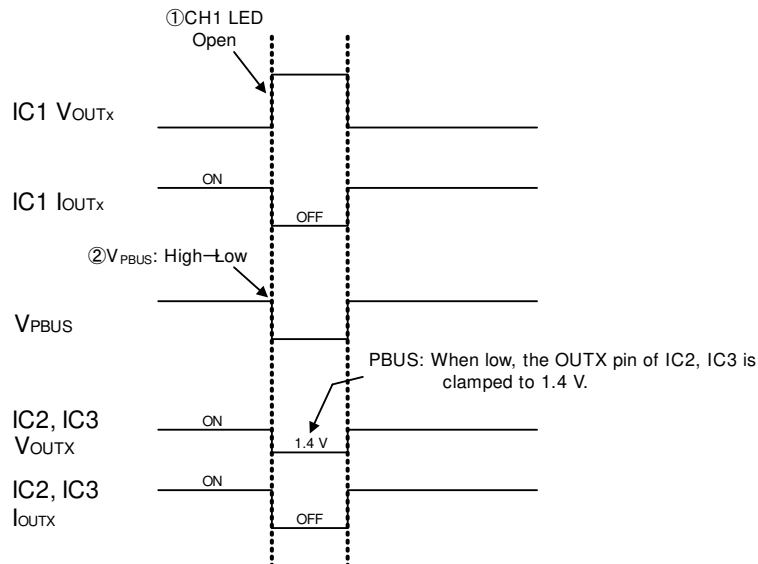 ①CH1 LED
Open
IC1 VOUTx
ON
IC1 IOUTx
OFF
②VPBUS: High→Low
VPBUS
PBUS: When low, the OUTX pin of IC2, IC3 is
clamped to 1.4 V.
IC2, IC3
VOUTX
ON
1.4 V
IC2, IC3
IOUTX
ON
OFF